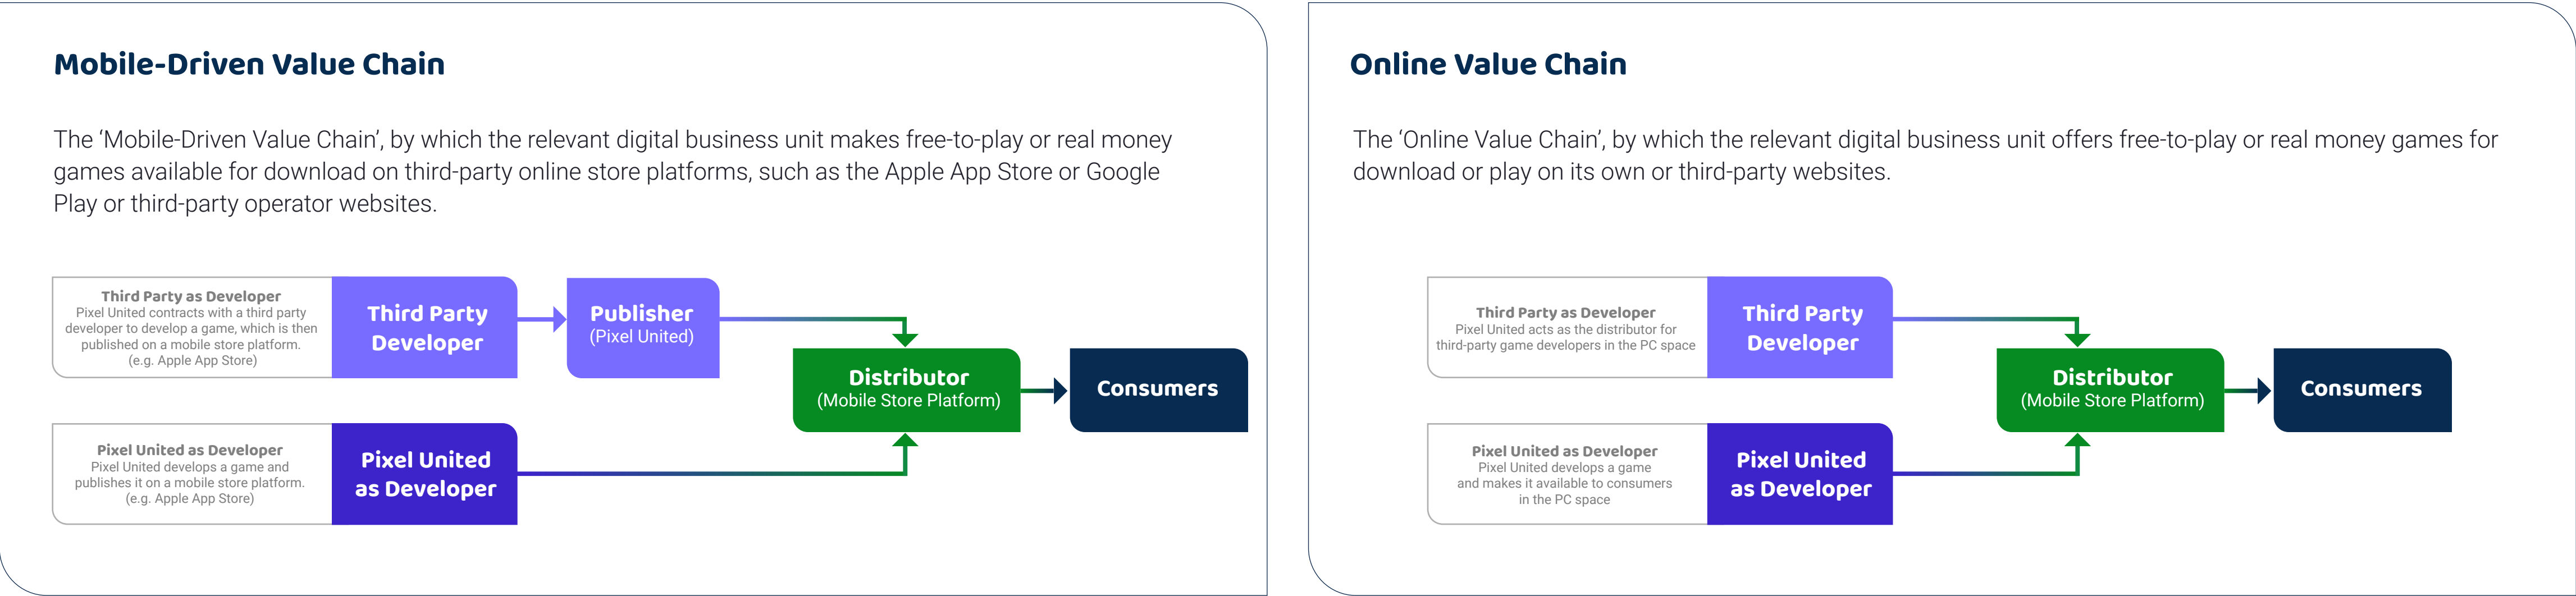 Mobile-Driven Value Chain
The ‘Mobile-Driven Value Chain’, by which the relevant digital business unit makes free-to-play or real money
games available for download on third-party online store platforms, such as the Apple App Store or Google
Play or third-party operator websites.
Third Party as Developer
Pixel United contracts with a third party
developer to develop a game, which is then
published on a mobile store platform.
(e.g. Apple App Store)
Third Party
Developer
Publisher
(Pixel United)
Distributor
(Mobile Store Platform)
Consumers
Pixel United as Developer
Pixel United develops a game and
publishes it on a mobile store platform.
(e.g. Apple App Store)
Pixel United
as Developer
Online Value Chain
The ‘Online Value Chain’, by which the relevant digital business unit offers free-to-play or real money games for
download or play on its own or third-party websites.
Third Party as Developer
Pixel United acts as the distributor for
third-party game developers in the PC space
Third Party
Developer
Distributor
(Mobile Store Platform)
Consumers
Pixel United as Developer
Pixel United develops a game
and makes it available to consumers
in the PC space
Pixel United
as Developer